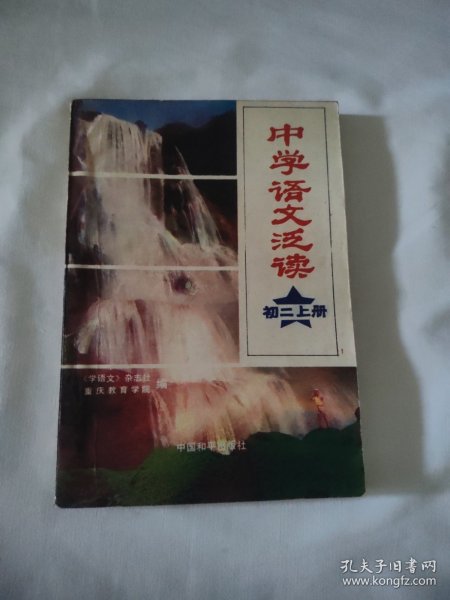 中学语文泛读
初二上册
《学语文》杂志社
重庆教育学院
编
中国和平出版社
孔夫子旧书网
www.kongfz.com